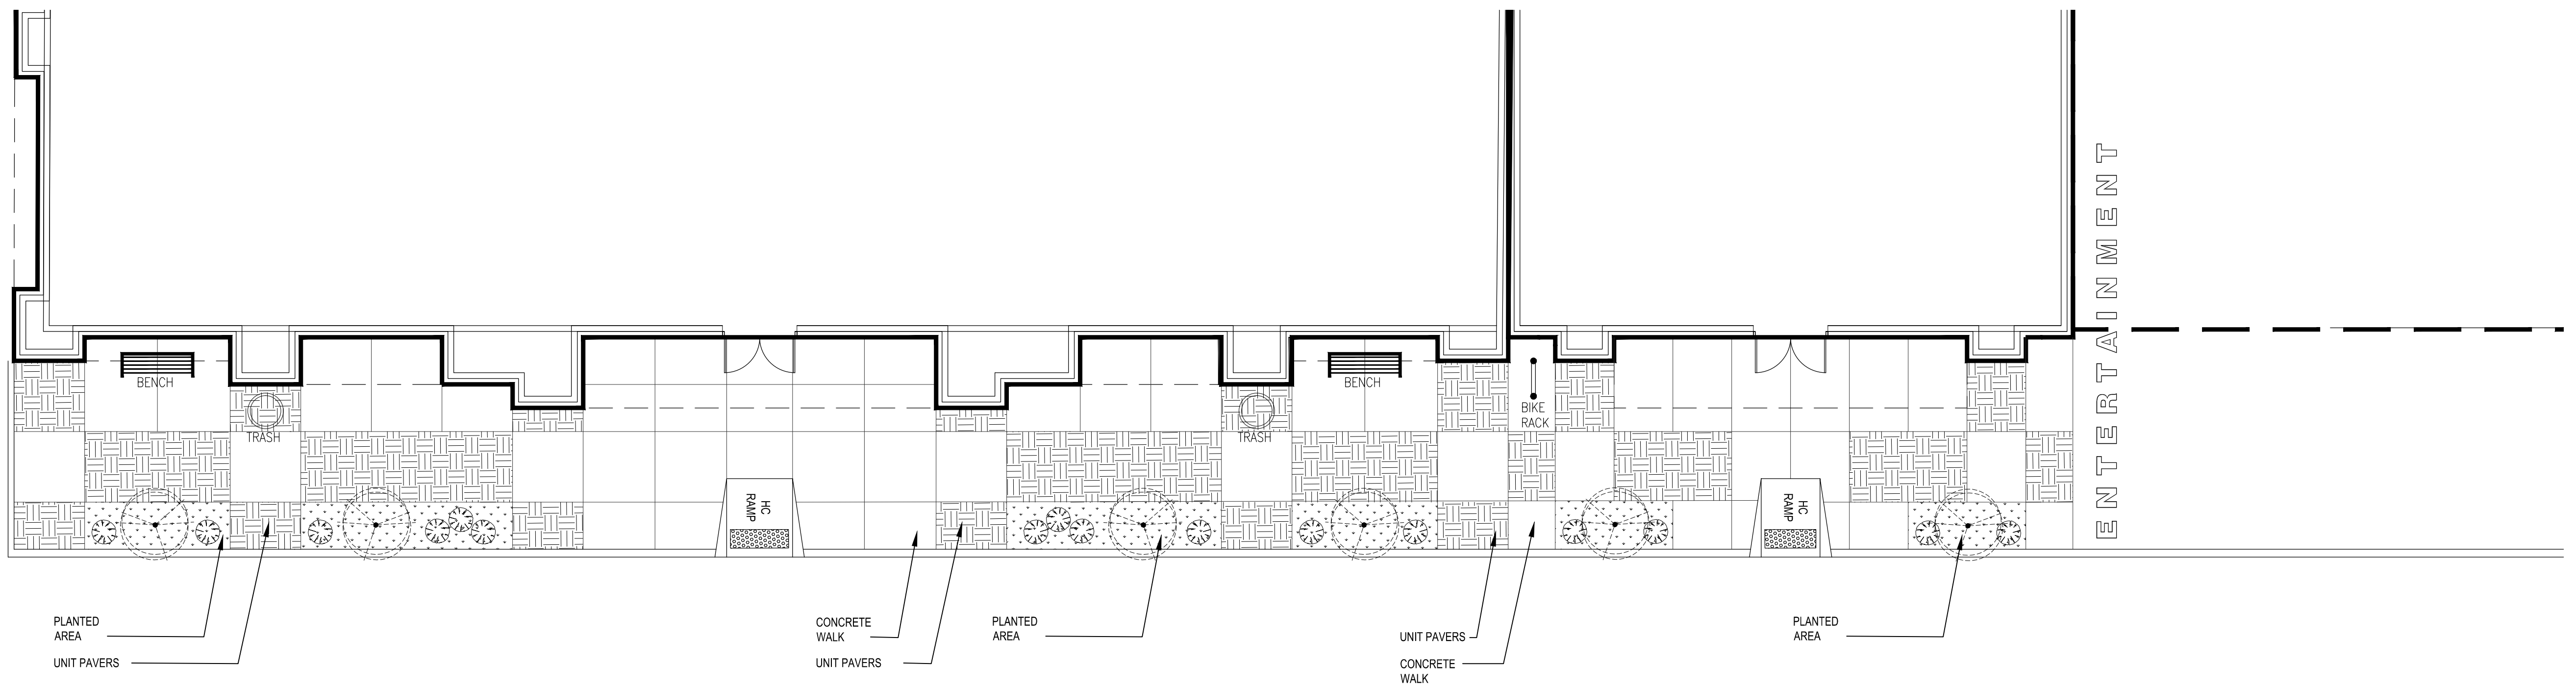 ENTERTAINMENT
BENCH
TRASH
HC
RAMP
TRASH
BENCH
BIKE
RACK
HC
RAMP
PLANTED
AREA
UNIT PAVERS
CONCRETE
WALK
UNIT PAVERS
PLANTED
AREA
UNIT PAVERS
CONCRETE
WALK
PLANTED
AREA